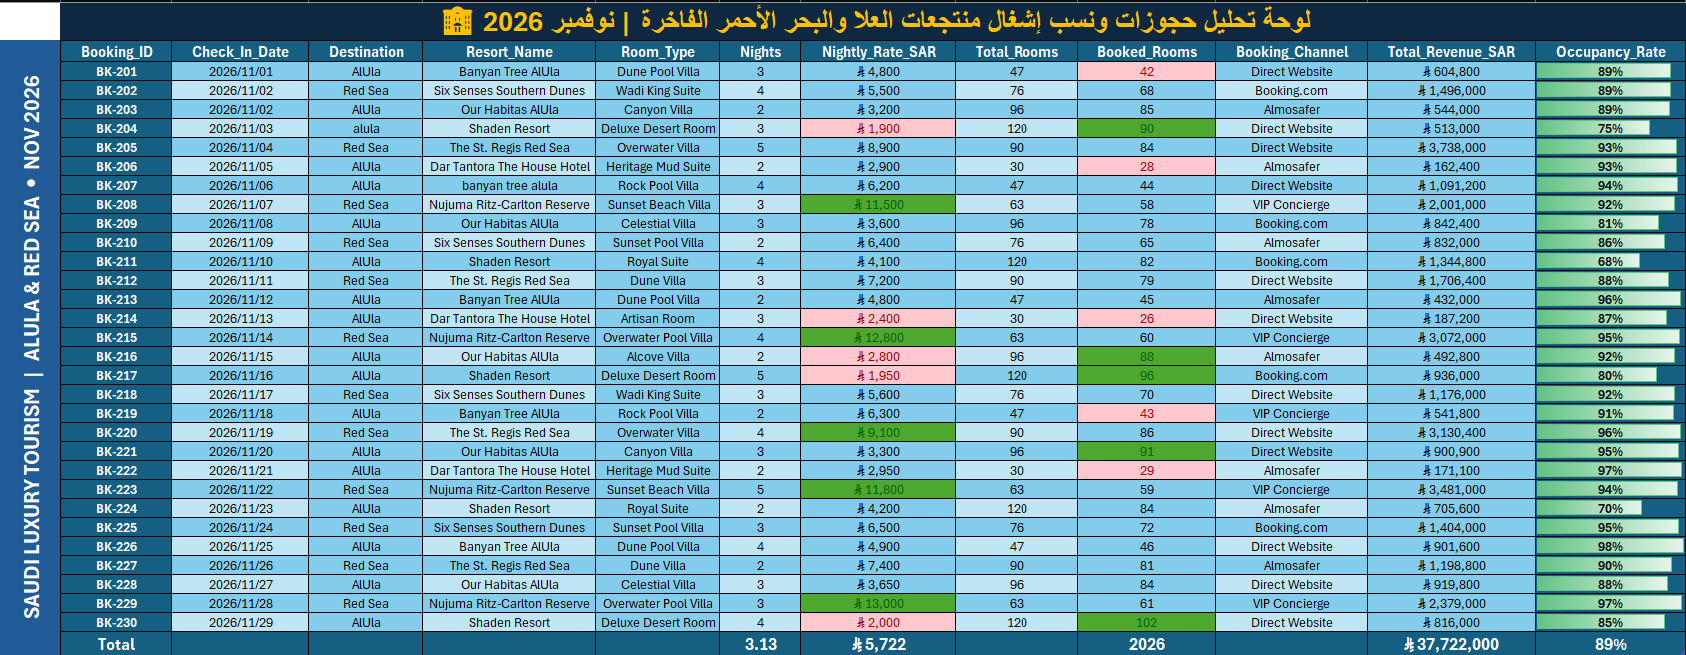 لوحة تحليل حجوزات ونسب إشغال منتجعات العلا والبحر الأحمر الفاخرة | نوفمبر 2026
SAUDI LUXURY TOURISM | ALULA & RED SEA • NOV 2026
Booking_ID Check_In_Date Destination Resort_Name Room_Type Nights Nightly_Rate_SAR Total_Rooms Booked_Rooms Booking_Channel Total_Revenue_SAR Occupancy_Rate
BK-201 2026/11/01 AlUla Banyan Tree AlUla Dune Pool Villa 3 4,800 47 42 Direct Website 604,800 89%
BK-202 2026/11/02 Red Sea Six Senses Southern Dunes Wadi King Suite 4 5,500 76 68 Booking.com 1,496,000 89%
BK-203 2026/11/02 AlUla Our Habitas AlUla Canyon Villa 2 3,200 96 85 Almosafer 544,000 89%
BK-204 2026/11/03 alula Shaden Resort Deluxe Desert Room 3 1,900 120 90 Direct Website 513,000 75%
BK-205 2026/11/04 Red Sea The St. Regis Red Sea Overwater Villa 5 8,900 90 84 Direct Website 3,738,000 93%
BK-206 2026/11/05 AlUla Dar Tantora The House Hotel Heritage Mud Suite 2 2,900 30 28 Almosafer 162,400 93%
BK-207 2026/11/06 AlUla banyan tree alula Rock Pool Villa 4 6,200 47 44 Direct Website 1,091,200 94%
BK-208 2026/11/07 Red Sea Nujuma Ritz-Carlton Reserve Sunset Beach Villa 3 11,500 63 58 VIP Concierge 2,001,000 92%
BK-209 2026/11/08 AlUla Our Habitas AlUla Celestial Villa 3 3,600 96 78 Booking.com 842,400 81%
BK-210 2026/11/09 Red Sea Six Senses Southern Dunes Sunset Pool Villa 2 6,400 76 65 Almosafer 832,000 86%
BK-211 2026/11/10 AlUla Shaden Resort Royal Suite 4 4,100 120 82 Booking.com 1,344,800 68%
BK-212 2026/11/11 Red Sea The St. Regis Red Sea Dune Villa 3 7,200 90 79 Direct Website 1,706,400 88%
BK-213 2026/11/12 AlUla Banyan Tree AlUla Dune Pool Villa 2 4,800 47 45 Almosafer 432,000 96%
BK-214 2026/11/13 AlUla Dar Tantora The House Hotel Artisan Room 3 2,400 30 26 Direct Website 187,200 87%
BK-215 2026/11/14 Red Sea Nujuma Ritz-Carlton Reserve Overwater Pool Villa 4 12,800 63 60 VIP Concierge 3,072,000 95%
BK-216 2026/11/15 AlUla Our Habitas AlUla Alcove Villa 2 2,800 96 88 Almosafer 492,800 92%
BK-217 2026/11/16 AlUla Shaden Resort Deluxe Desert Room 5 1,950 120 96 Booking.com 936,000 80%
BK-218 2026/11/17 Red Sea Six Senses Southern Dunes Wadi King Suite 3 5,600 76 70 Direct Website 1,176,000 92%
BK-219 2026/11/18 AlUla Banyan Tree AlUla Rock Pool Villa 2 6,300 47 43 VIP Concierge 541,800 91%
BK-220 2026/11/19 Red Sea The St. Regis Red Sea Overwater Villa 4 9,100 90 86 Direct Website 3,130,400 96%
BK-221 2026/11/20 AlUla Our Habitas AlUla Canyon Villa 3 3,300 96 91 Direct Website 900,900 95%
BK-222 2026/11/21 AlUla Dar Tantora The House Hotel Heritage Mud Suite 2 2,950 30 29 Almosafer 171,100 97%
BK-223 2026/11/22 Red Sea Nujuma Ritz-Carlton Reserve Sunset Beach Villa 5 11,800 63 59 VIP Concierge 3,481,000 94%
BK-224 2026/11/23 AlUla Shaden Resort Royal Suite 2 4,200 120 84 Almosafer 705,600 70%
BK-225 2026/11/24 Red Sea Six Senses Southern Dunes Sunset Pool Villa 3 6,500 76 72 Booking.com 1,404,000 95%
BK-226 2026/11/25 AlUla Banyan Tree AlUla Dune Pool Villa 4 4,900 47 46 Direct Website 901,600 98%
BK-227 2026/11/26 Red Sea The St. Regis Red Sea Dune Villa 2 7,400 90 81 Almosafer 1,198,800 90%
BK-228 2026/11/27 AlUla Our Habitas AlUla Celestial Villa 3 3,650 96 84 Direct Website 919,800 88%
BK-229 2026/11/28 Red Sea Nujuma Ritz-Carlton Reserve Overwater Pool Villa 3 13,000 63 61 VIP Concierge 2,379,000 97%
BK-230 2026/11/29 AlUla Shaden Resort Deluxe Desert Room 4 2,000 120 102 Direct Website 816,000 85%
Total 3.13 5,722 2026 37,722,000 89%